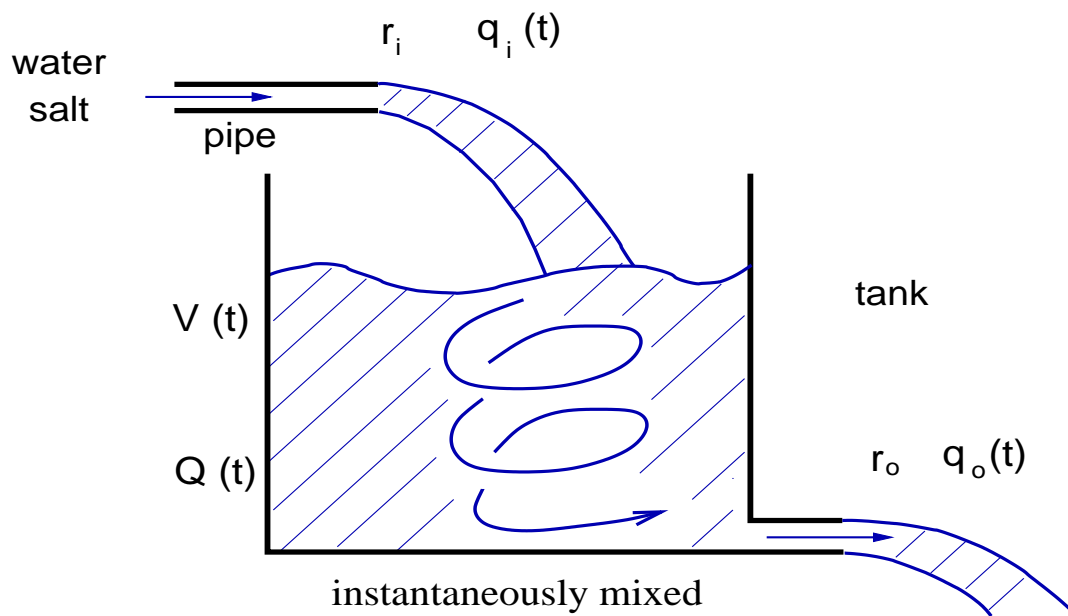 r_i q_i (t)
water
salt
pipe
V (t)
tank
Q (t)
r_o q_o (t)
instantaneously mixed